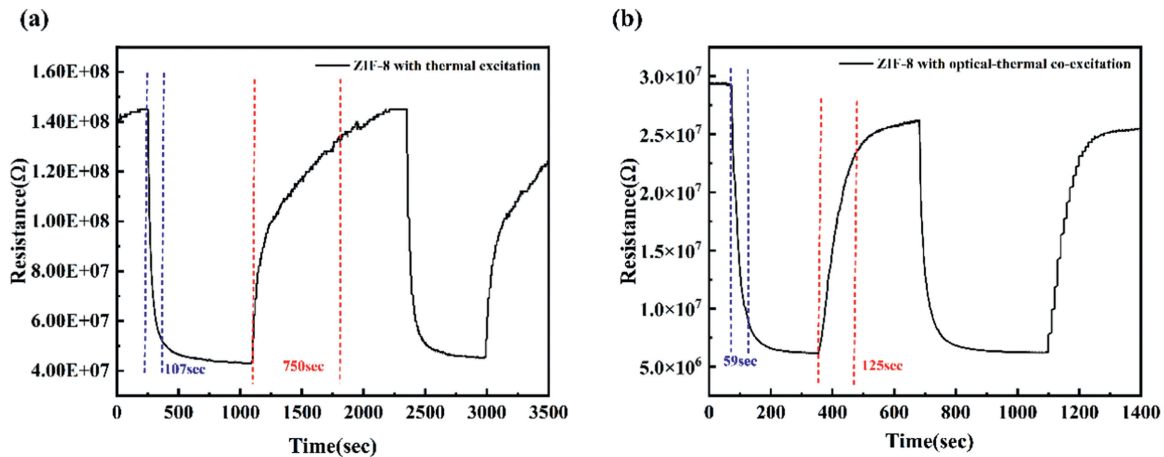 (a)
ZIF-8 with thermal excitation
1.60E+08
1.40E+08
1.20E+08
1.00E+08
8.00E+07
6.00E+07
4.00E+07
Resistance(Ω)
107sec
750sec
0 500 1000 1500 2000 2500 3000 3500
Time(sec)
(b)
ZIF-8 with optical-thermal co-excitation
3.0×10⁷
2.5×10⁷
2.0×10⁷
1.5×10⁷
1.0×10⁷
5.0×10⁶
Resistance(Ω)
59sec
125sec
0 200 400 600 800 1000 1200 1400
Time(sec)